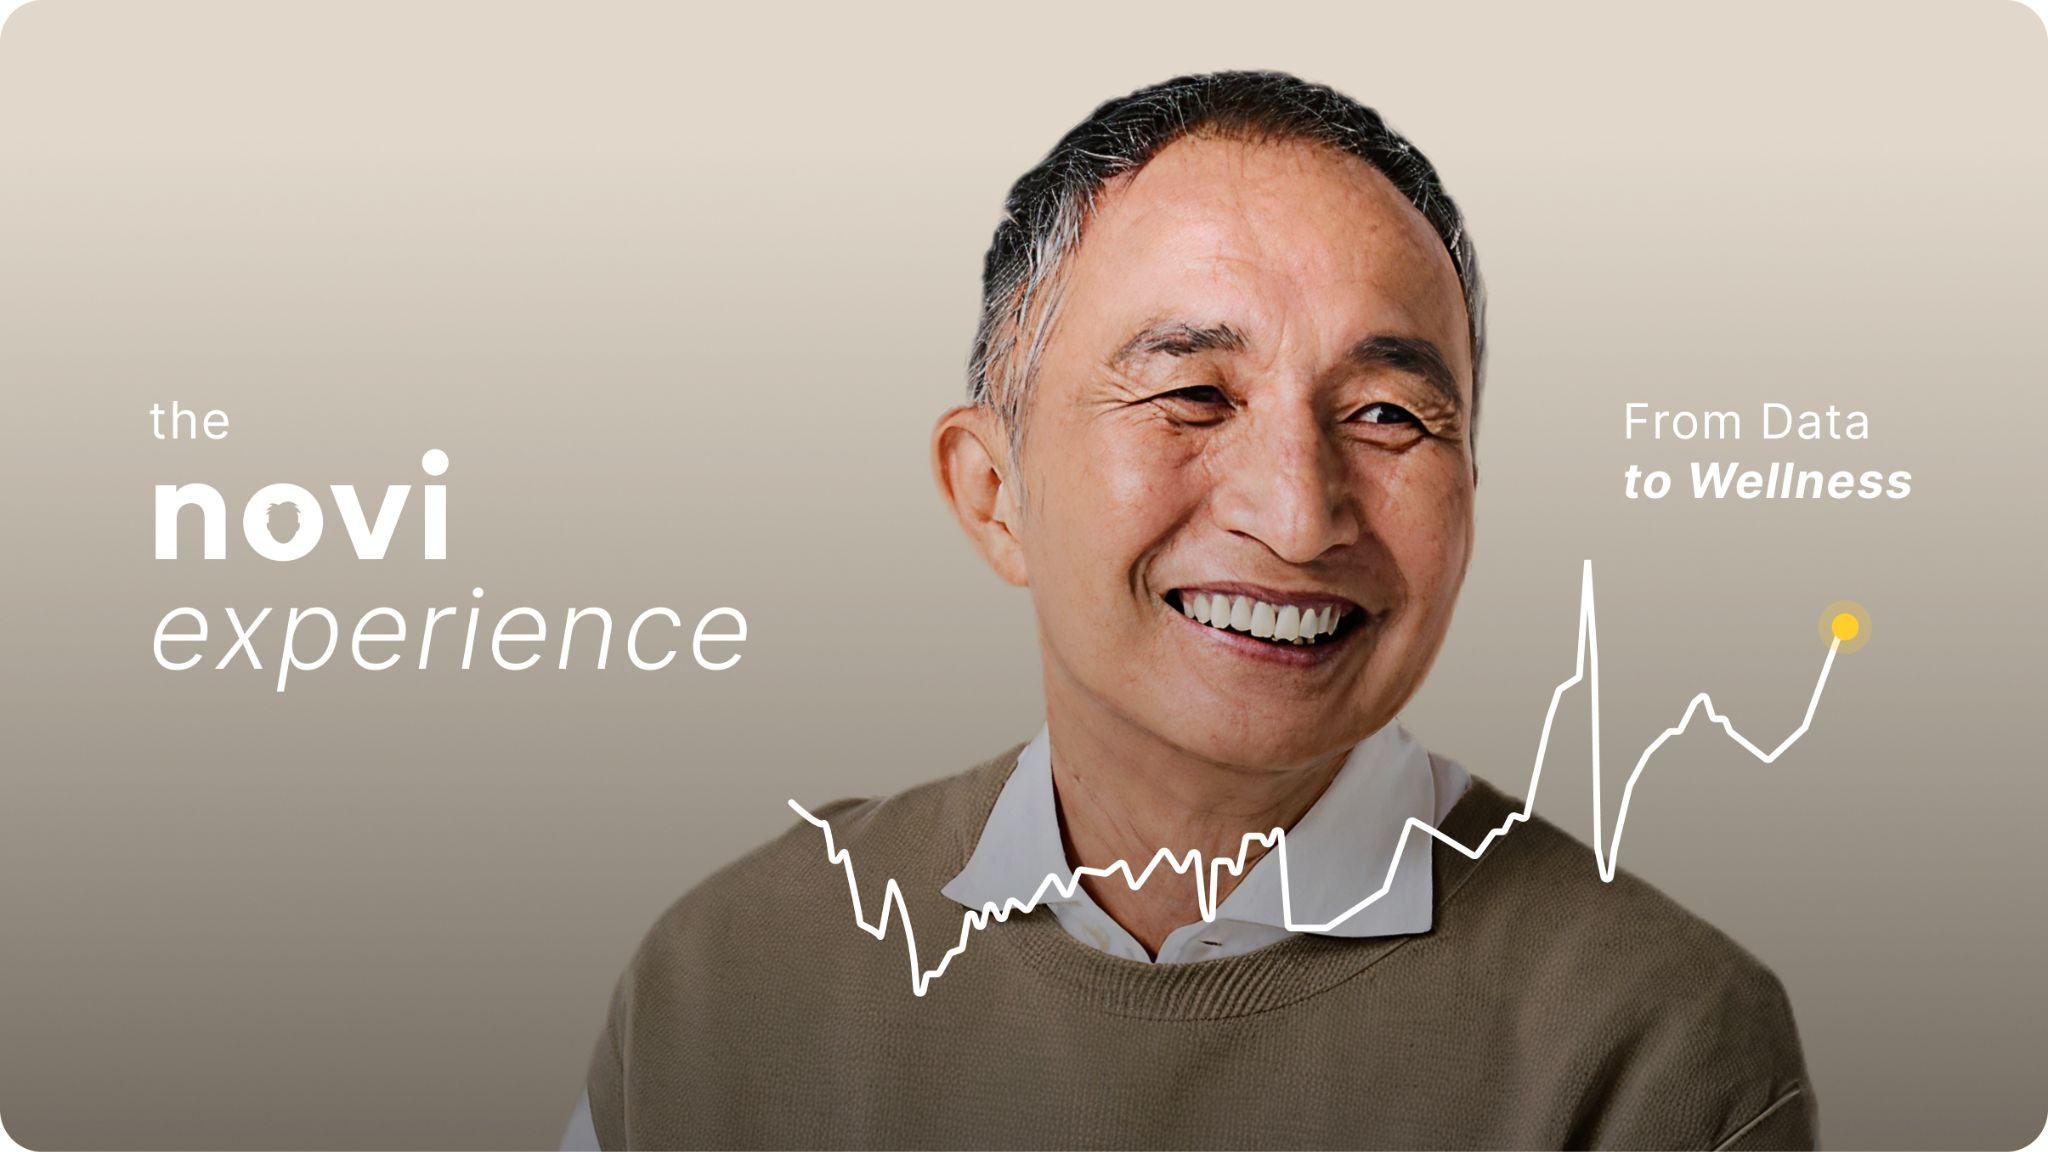 the
novi
experience
From Data
to Wellness